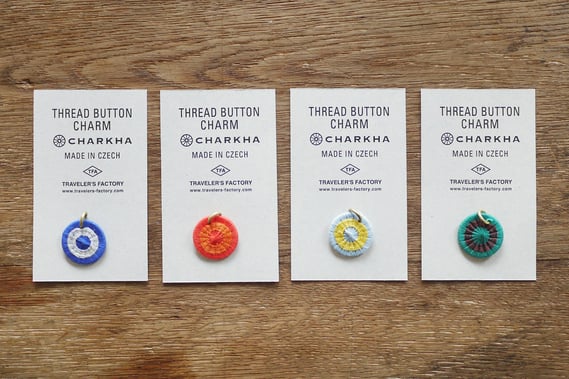 THREAD BUTTON
CHARM
CHARKHA
MADE IN CZECH
TFA
TRAVELER'S FACTORY
www.travelers-factory.com
THREAD BUTTON
CHARM
CHARKHA
MADE IN CZECH
TFA
TRAVELER'S FACTORY
www.travelers-factory.com
THREAD BUTTON
CHARM
CHARKHA
MADE IN CZECH
TFA
TRAVELER'S FACTORY
www.travelers-factory.com
THREAD BUTTON
CHARM
CHARKHA
MADE IN CZECH
TFA
TRAVELER'S FACTORY
www.travelers-factory.com